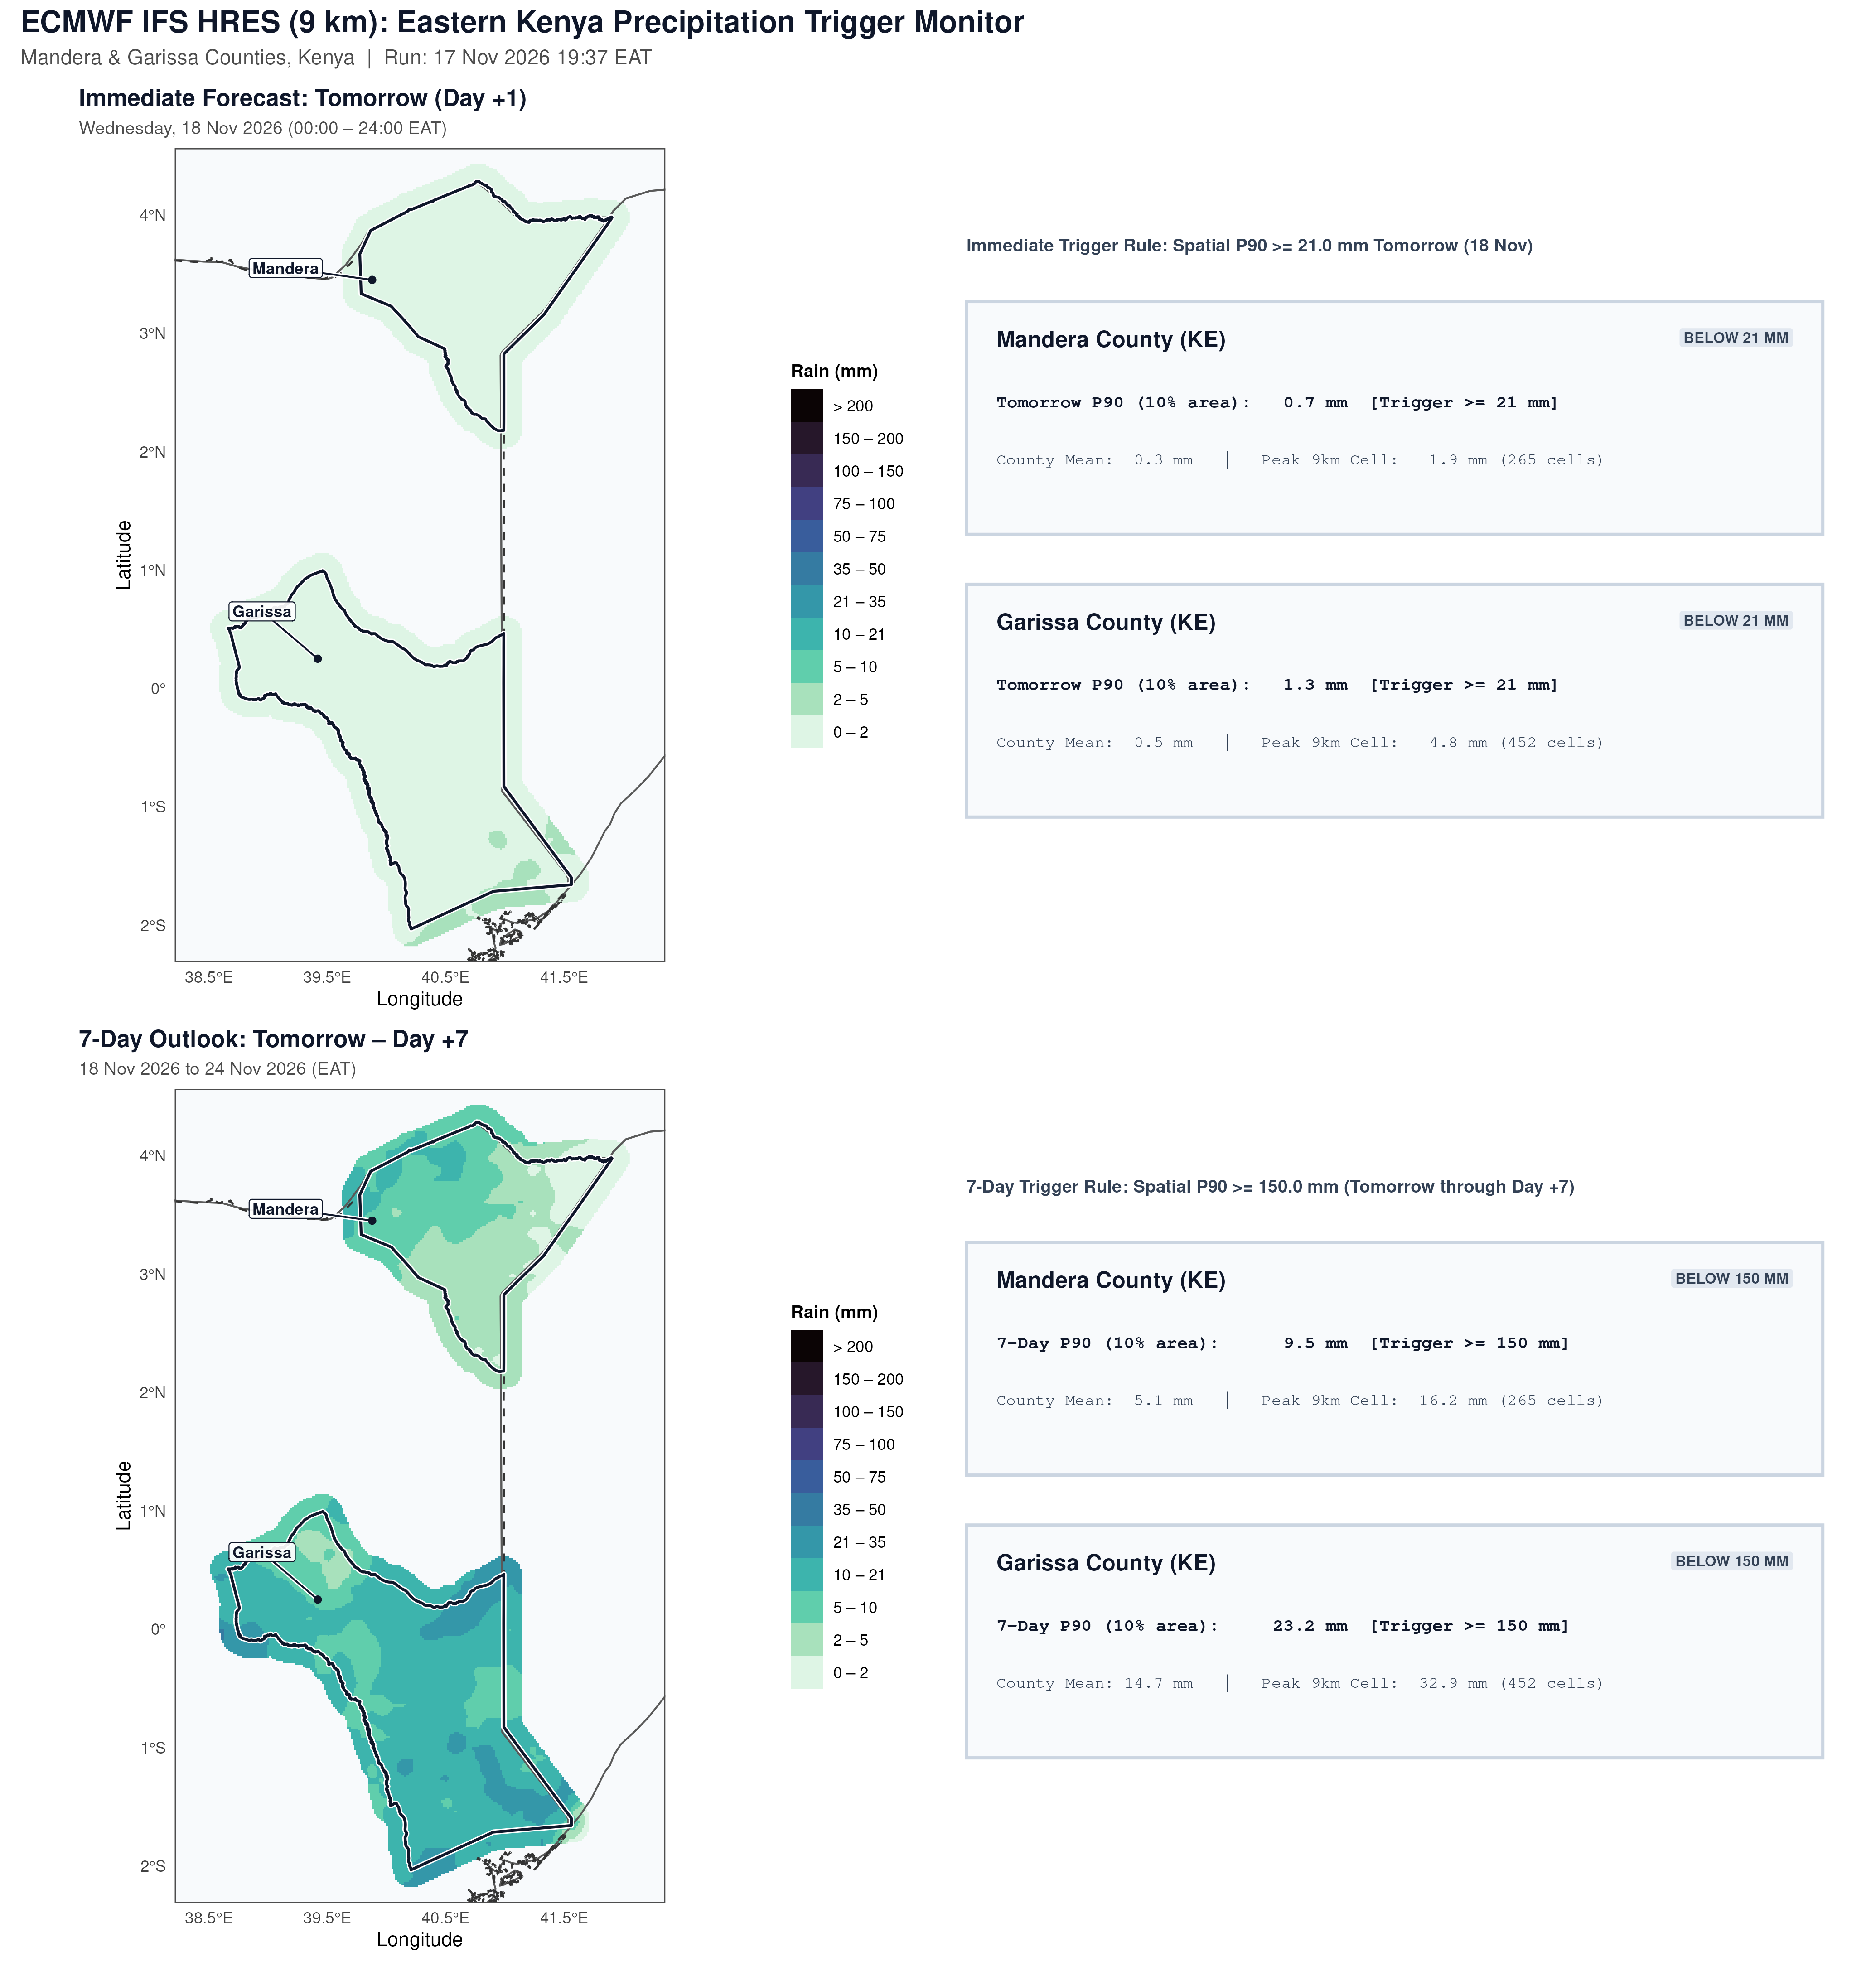 ECMWF IFS HRES (9 km): Eastern Kenya Precipitation Trigger Monitor
Mandera & Garissa Counties, Kenya | Run: 17 Nov 2026 19:37 EAT
Immediate Forecast: Tomorrow (Day +1)
Wednesday, 18 Nov 2026 (00:00 – 24:00 EAT)
4°N
3°N
2°N
1°N
0°
1°S
2°S
Latitude
Mandera
Garissa
38.5°E
39.5°E
40.5°E
41.5°E
Longitude
Rain (mm)
> 200
150 – 200
100 – 150
75 – 100
50 – 75
35 – 50
21 – 35
10 – 21
5 – 10
2 – 5
0 – 2
Immediate Trigger Rule: Spatial P90 >= 21.0 mm Tomorrow (18 Nov)
Mandera County (KE)
BELOW 21 MM
Tomorrow P90 (10% area): 0.7 mm [Trigger >= 21 mm]
County Mean: 0.3 mm | Peak 9km Cell: 1.9 mm (265 cells)
Garissa County (KE)
BELOW 21 MM
Tomorrow P90 (10% area): 1.3 mm [Trigger >= 21 mm]
County Mean: 0.5 mm | Peak 9km Cell: 4.8 mm (452 cells)
7-Day Outlook: Tomorrow – Day +7
18 Nov 2026 to 24 Nov 2026 (EAT)
4°N
3°N
2°N
1°N
0°
1°S
2°S
Latitude
Mandera
Garissa
38.5°E
39.5°E
40.5°E
41.5°E
Longitude
Rain (mm)
> 200
150 – 200
100 – 150
75 – 100
50 – 75
35 – 50
21 – 35
10 – 21
5 – 10
2 – 5
0 – 2
7-Day Trigger Rule: Spatial P90 >= 150.0 mm (Tomorrow through Day +7)
Mandera County (KE)
BELOW 150 MM
7-Day P90 (10% area): 9.5 mm [Trigger >= 150 mm]
County Mean: 5.1 mm | Peak 9km Cell: 16.2 mm (265 cells)
Garissa County (KE)
BELOW 150 MM
7-Day P90 (10% area): 23.2 mm [Trigger >= 150 mm]
County Mean: 14.7 mm | Peak 9km Cell: 32.9 mm (452 cells)